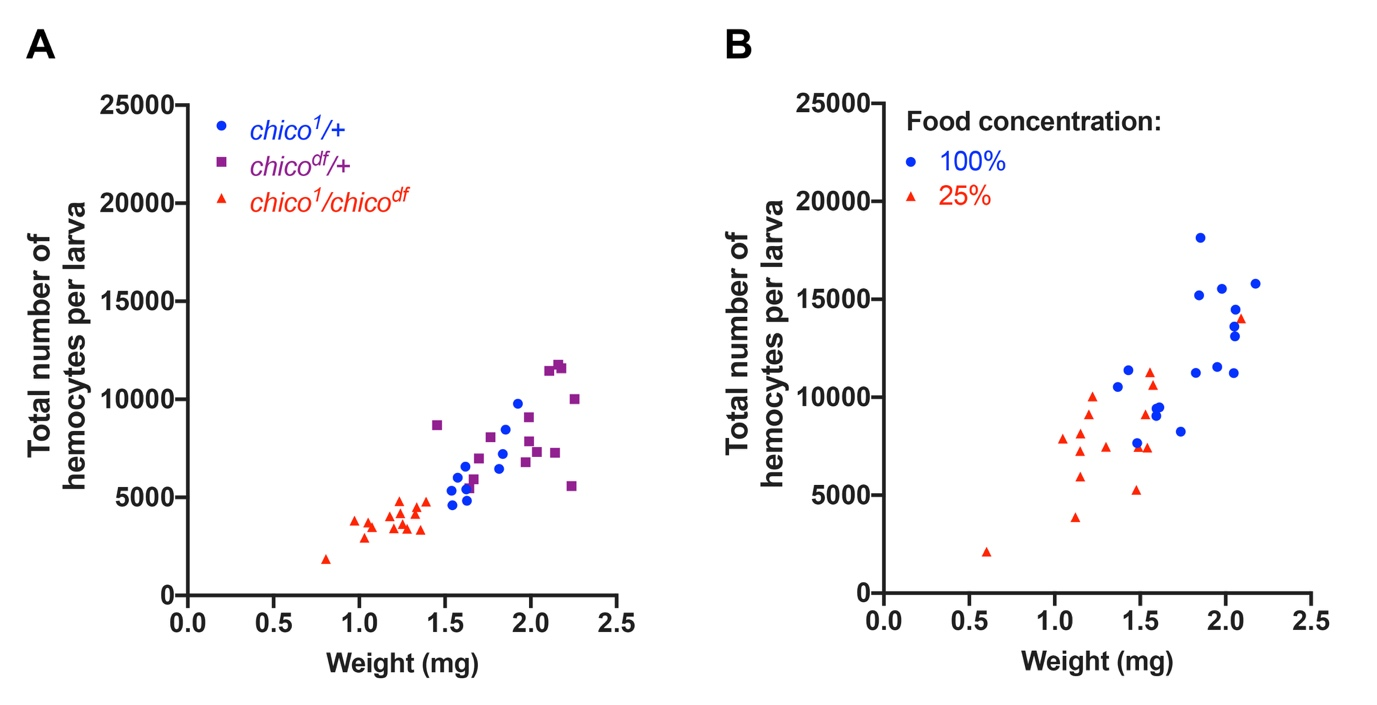 A
Total number of
hemocytes per larva
25000
20000
15000
10000
5000
0
chico1/+
chicodf/+
chico1/chicodf
0.0 0.5 1.0 1.5 2.0 2.5
Weight (mg)
B
Total number of
hemocytes per larva
25000
20000
15000
10000
5000
0
Food concentration:
100%
25%
0.0 0.5 1.0 1.5 2.0 2.5
Weight (mg)